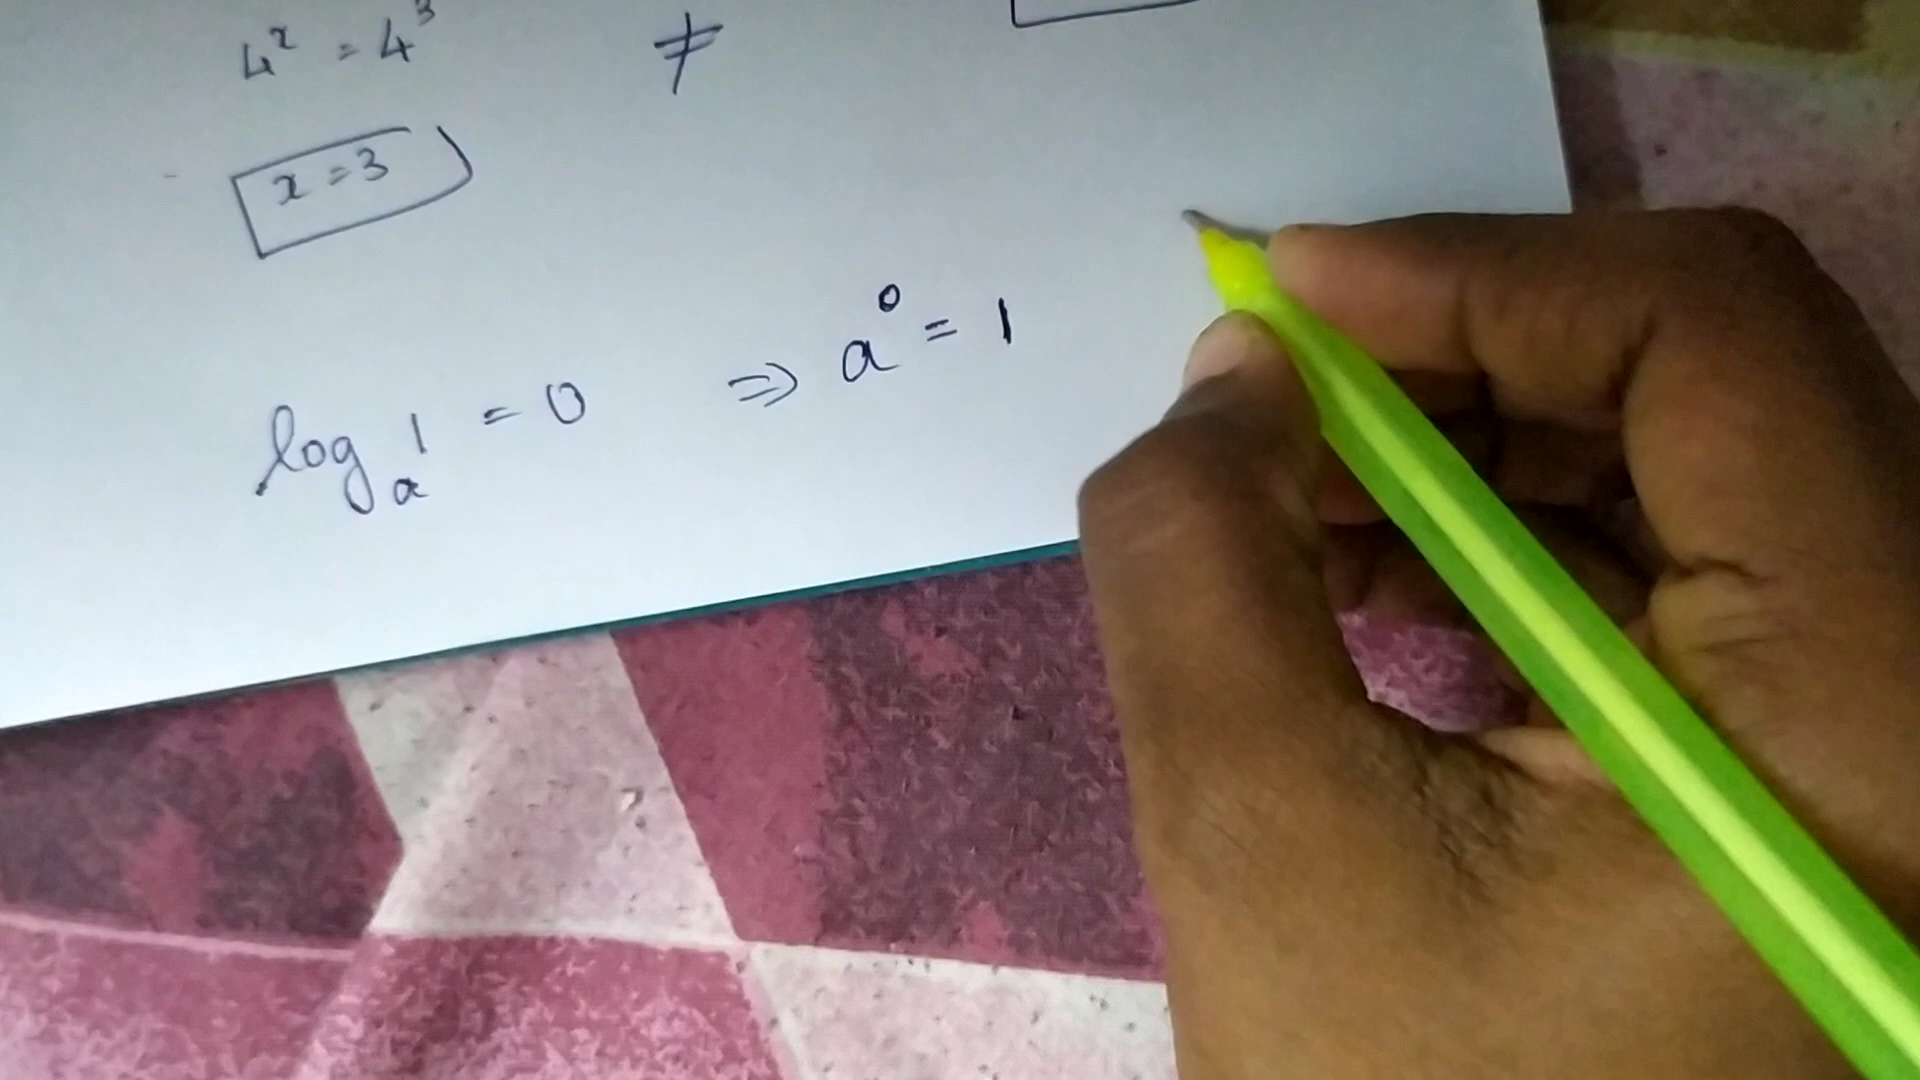 4^x = 4^3
≠
x = 3
log_a 1 = 0 ⇒ a^0 = 1